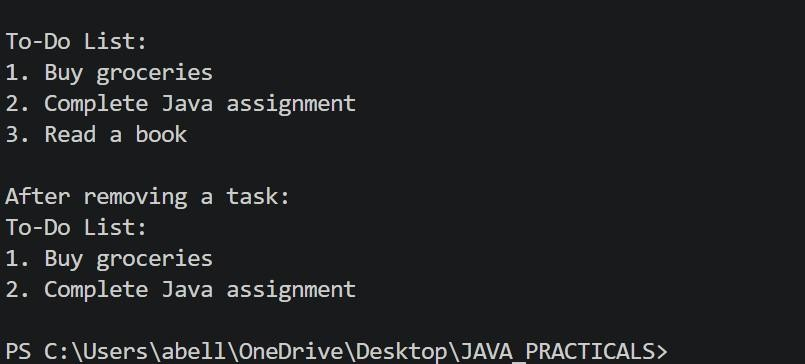 To-Do List:
1. Buy groceries
2. Complete Java assignment
3. Read a book

After removing a task:
To-Do List:
1. Buy groceries
2. Complete Java assignment

PS C:\Users\abell\OneDrive\Desktop\JAVA_PRACTICALS>